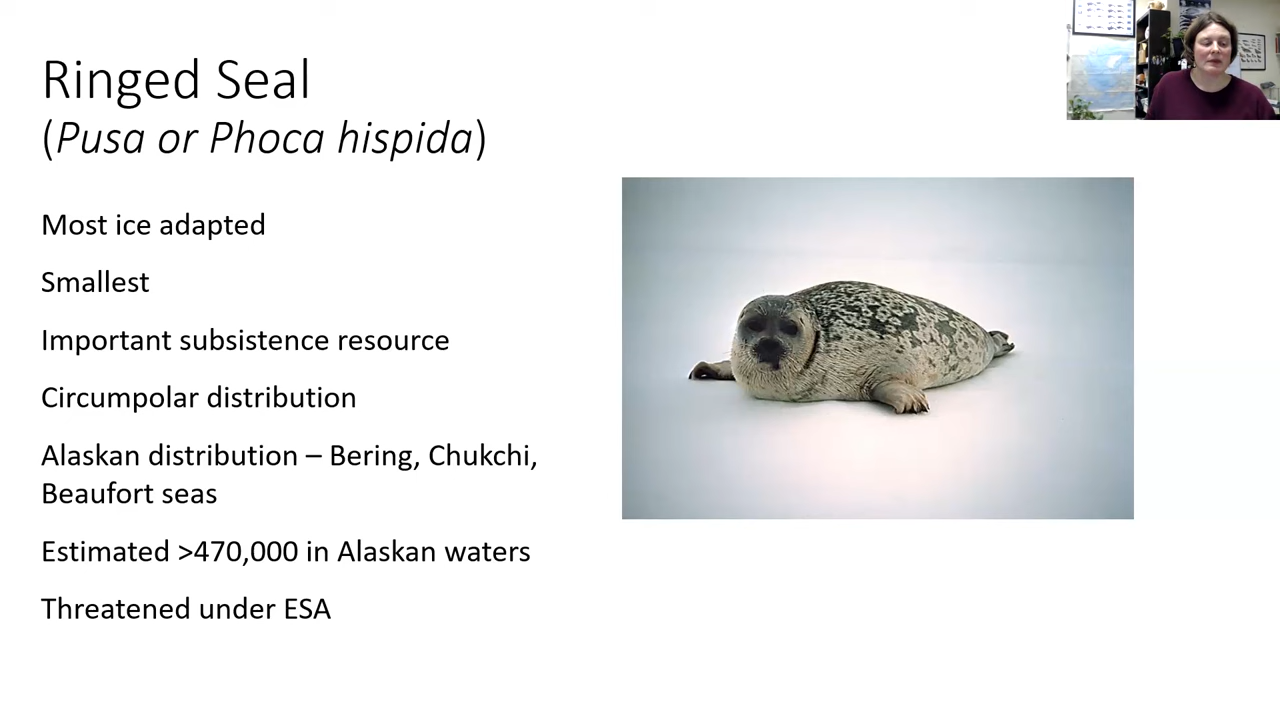 Ringed Seal
(Pusa or Phoca hispida)
Most ice adapted
Smallest
Important subsistence resource
Circumpolar distribution
Alaskan distribution – Bering, Chukchi,
Beaufort seas
Estimated >470,000 in Alaskan waters
Threatened under ESA